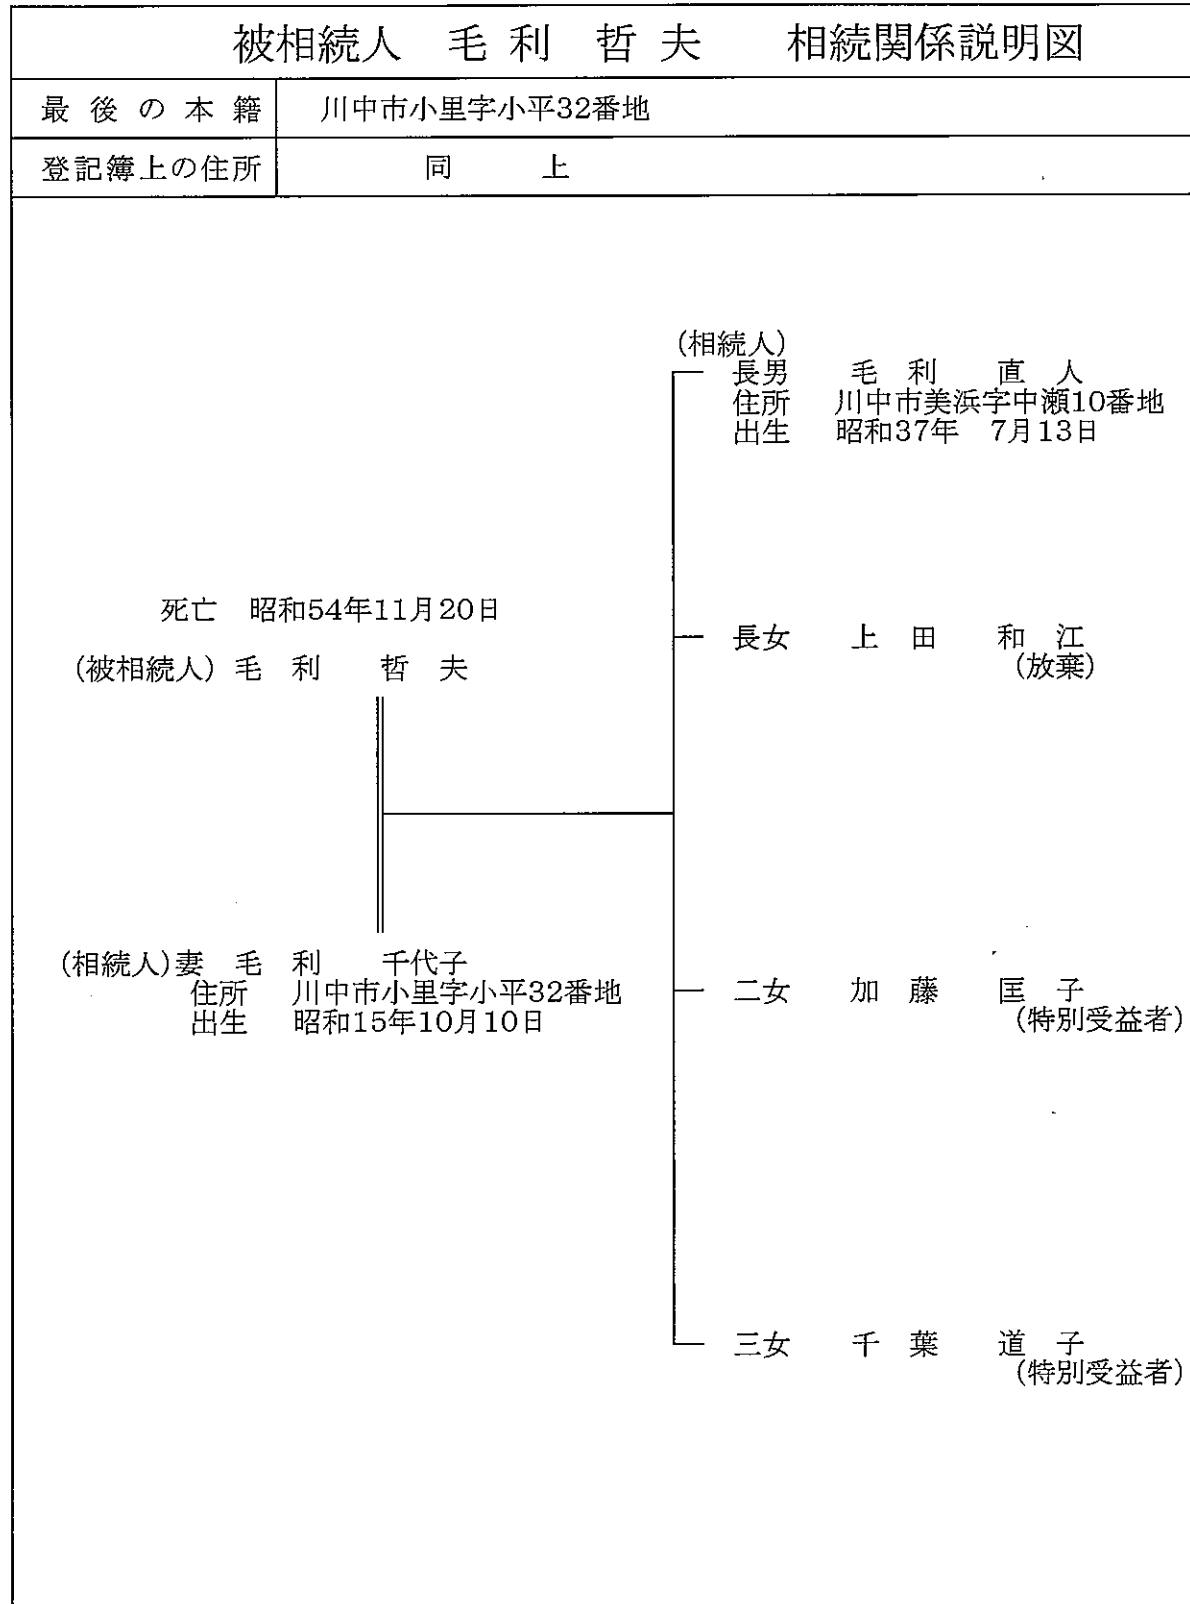 被相続人 毛利 哲夫 相続関係説明図
最後の本籍 川中市小里字小平32番地
登記簿上の住所 同 上
(相続人)
長男 毛利 直人
住所 川中市美浜字中瀬10番地
出生 昭和37年 7月13日
死亡 昭和54年11月20日
(被相続人) 毛利 哲夫
長女 上田 和江
(放棄)
(相続人)妻 毛利 千代子
住所 川中市小里字小平32番地
出生 昭和15年10月10日
二女 加藤 匡子
(特別受益者)
三女 千葉 道子
(特別受益者)